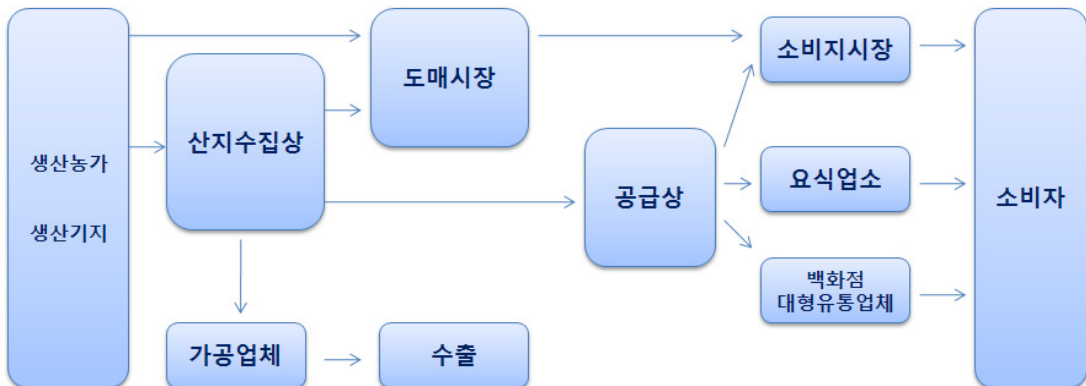 생산농가
생산기지
산지수집상
도매시장
공급상
소비지시장
요식업소
백화점
대형유통업체
소비자
가공업체
수출